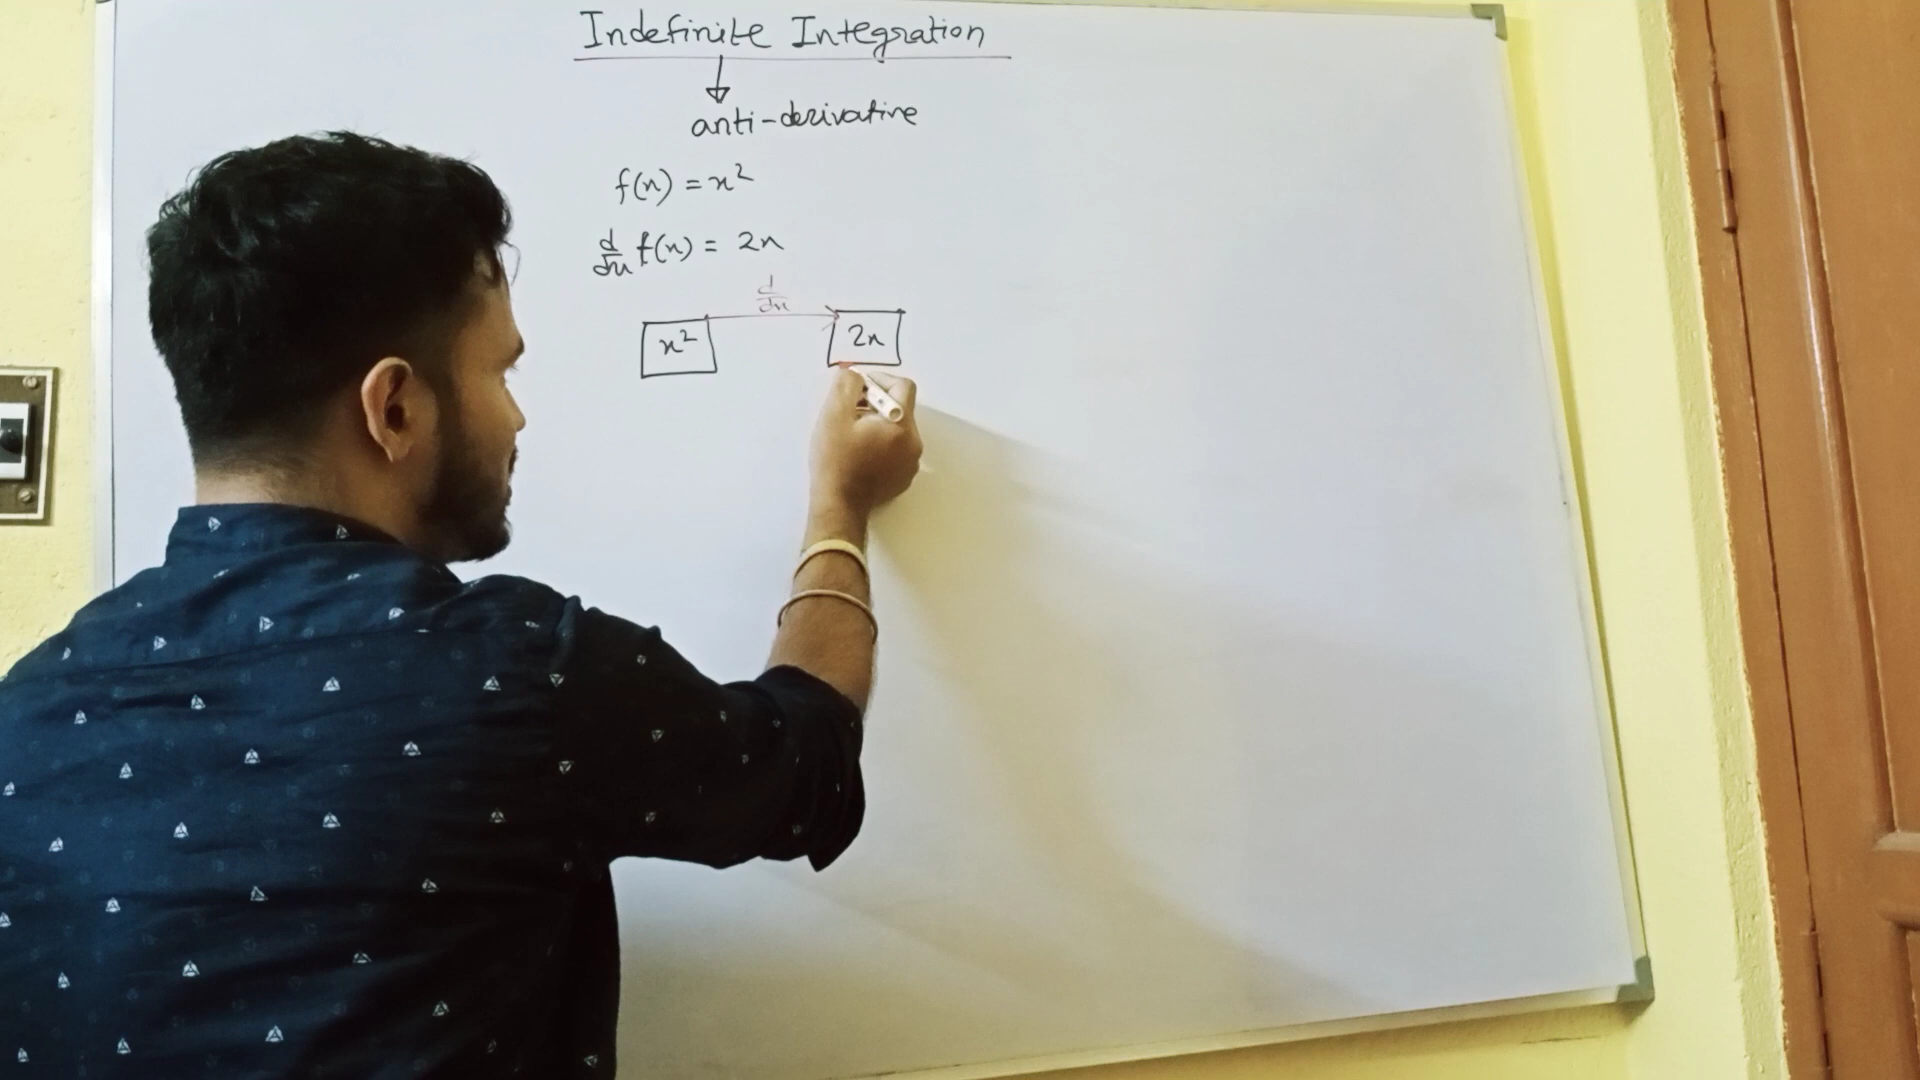 Indefinite Integration
↓
anti-derivative
f(x) = x²
d/dx f(x) = 2x
d/dx
x² → 2x